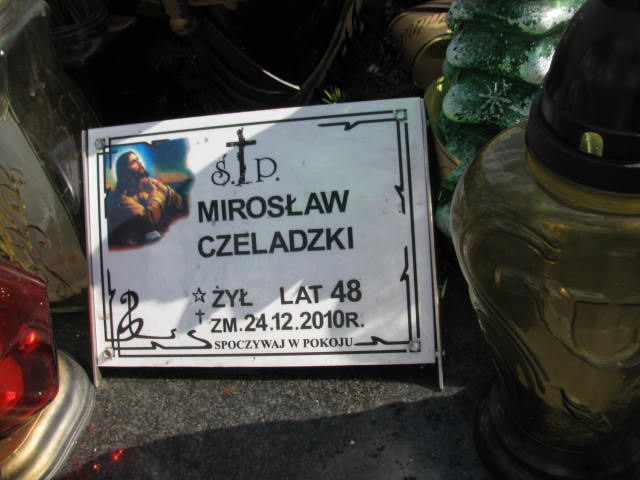 Ś.†P.
MIROSŁAW
CZELADZKI
☆ ŻYŁ LAT 48
† ZM.24.12.2010R.
SPOCZYWAJ W POKOJU